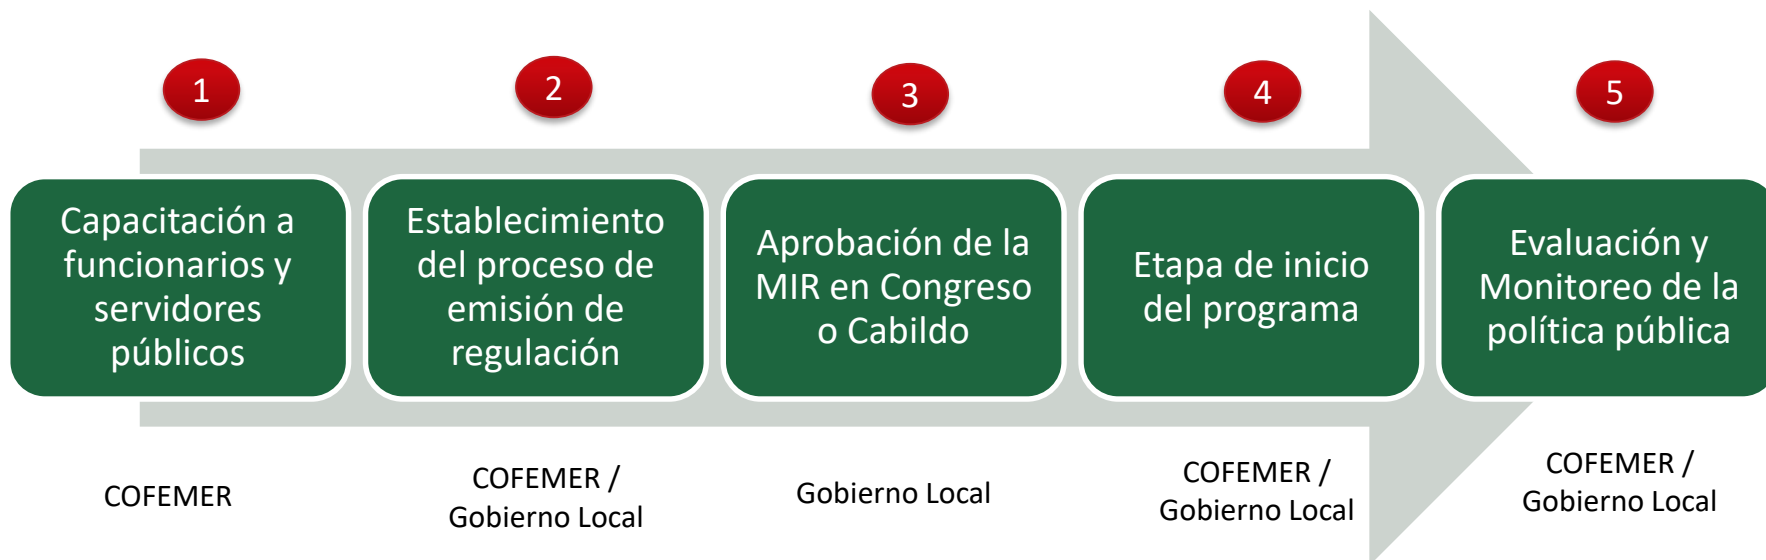 1
2
3
4
5
Capacitación a
funcionarios y
servidores
públicos
Establecimiento
del proceso de
emisión de
regulación
Aprobación de la
MIR en Congreso
o Cabildo
Etapa de inicio
del programa
Evaluación y
Monitoreo de la
política pública
COFEMER
COFEMER /
Gobierno Local
Gobierno Local
COFEMER /
Gobierno Local
COFEMER /
Gobierno Local